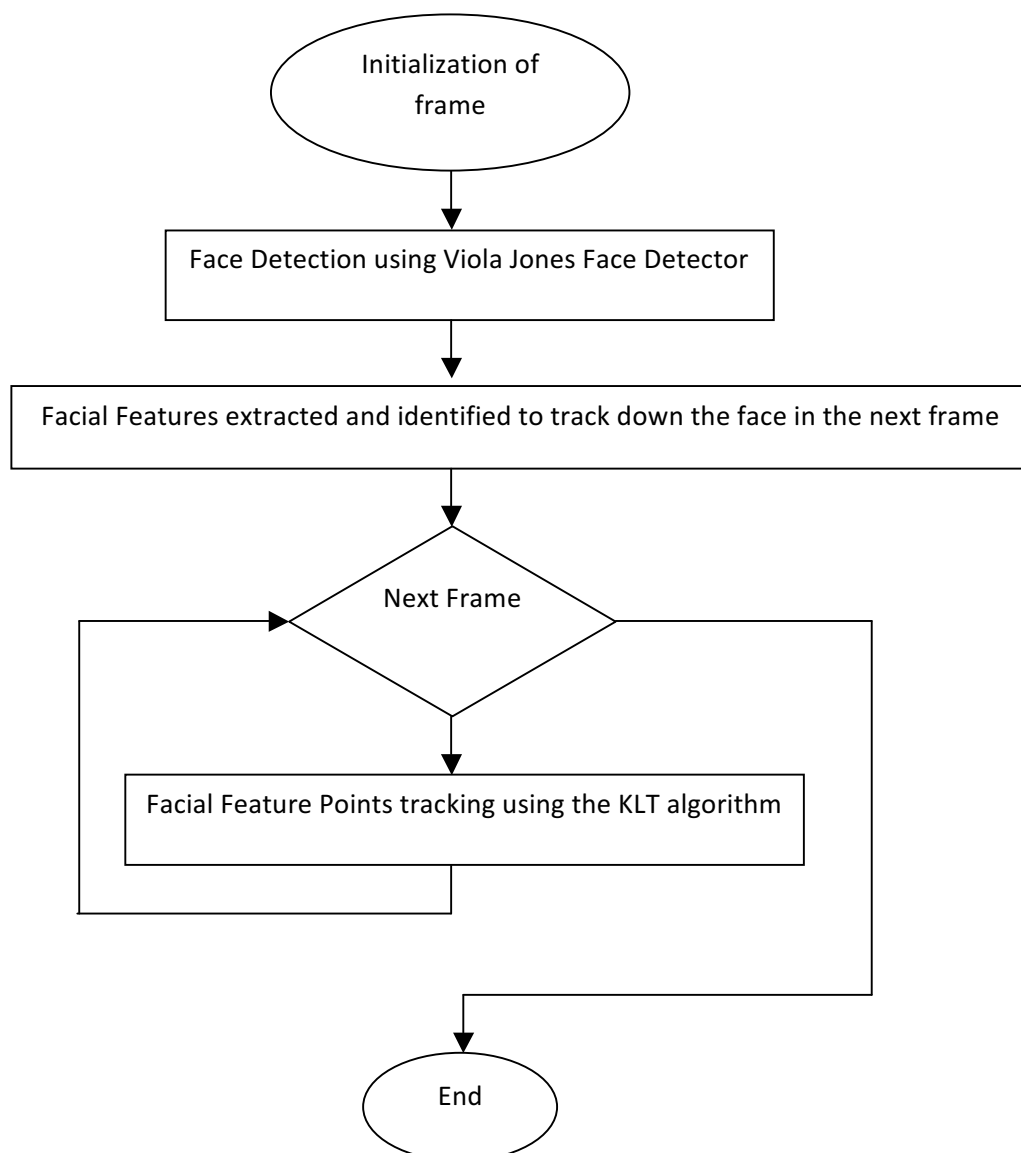 Initialization of
frame
Face Detection using Viola Jones Face Detector
Facial Features extracted and identified to track down the face in the next frame
Next Frame
Facial Feature Points tracking using the KLT algorithm
End